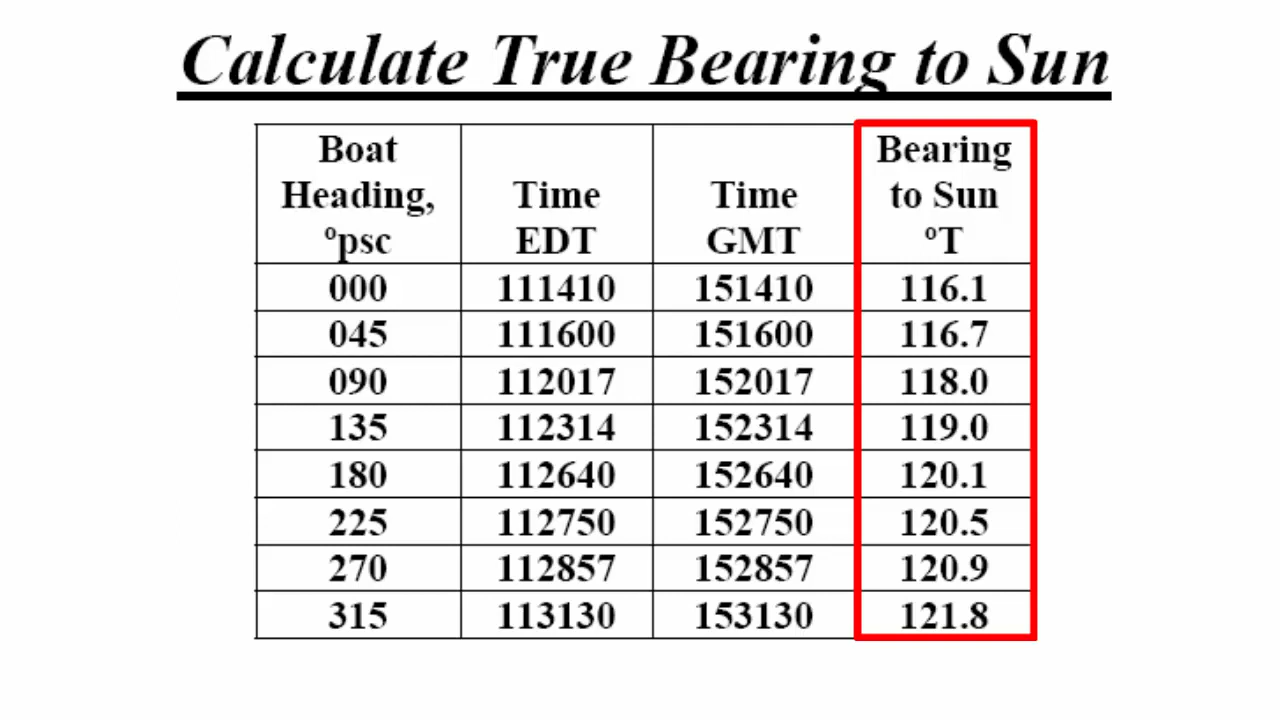 Calculate True Bearing to Sun
Boat Heading, ºpsc Time EDT Time GMT Bearing to Sun ºT
000 111410 151410 116.1
045 111600 151600 116.7
090 112017 152017 118.0
135 112314 152314 119.0
180 112640 152640 120.1
225 112750 152750 120.5
270 112857 152857 120.9
315 113130 153130 121.8